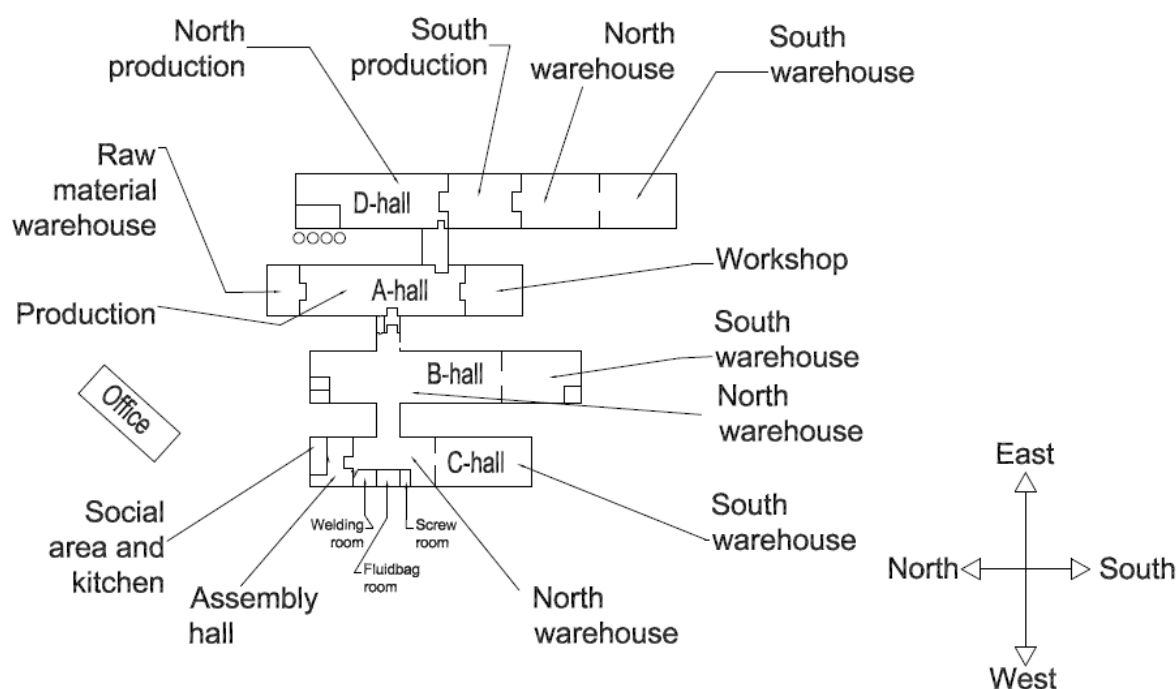 North
production
South
production
North
warehouse
South
warehouse
Raw
material
warehouse
D-hall
Workshop
A-hall
Production
South
warehouse
B-hall
North
warehouse
Office
C-hall
East
Social
area and
kitchen
Welding
room
Screw
room
Fluidbag
room
South
warehouse
North
South
Assembly
hall
North
warehouse
West